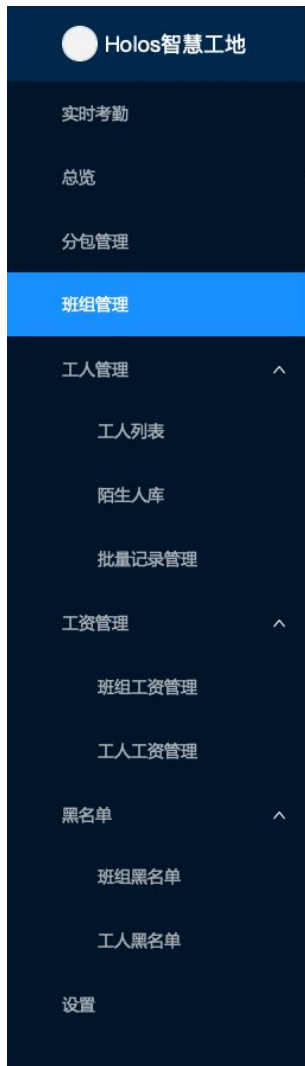 Holos智慧工地
实时考勤
总览
分包管理
班组管理
工人管理
工人列表
陌生人库
批量记录管理
工资管理
班组工资管理
工人工资管理
黑名单
班组黑名单
工人黑名单
设置